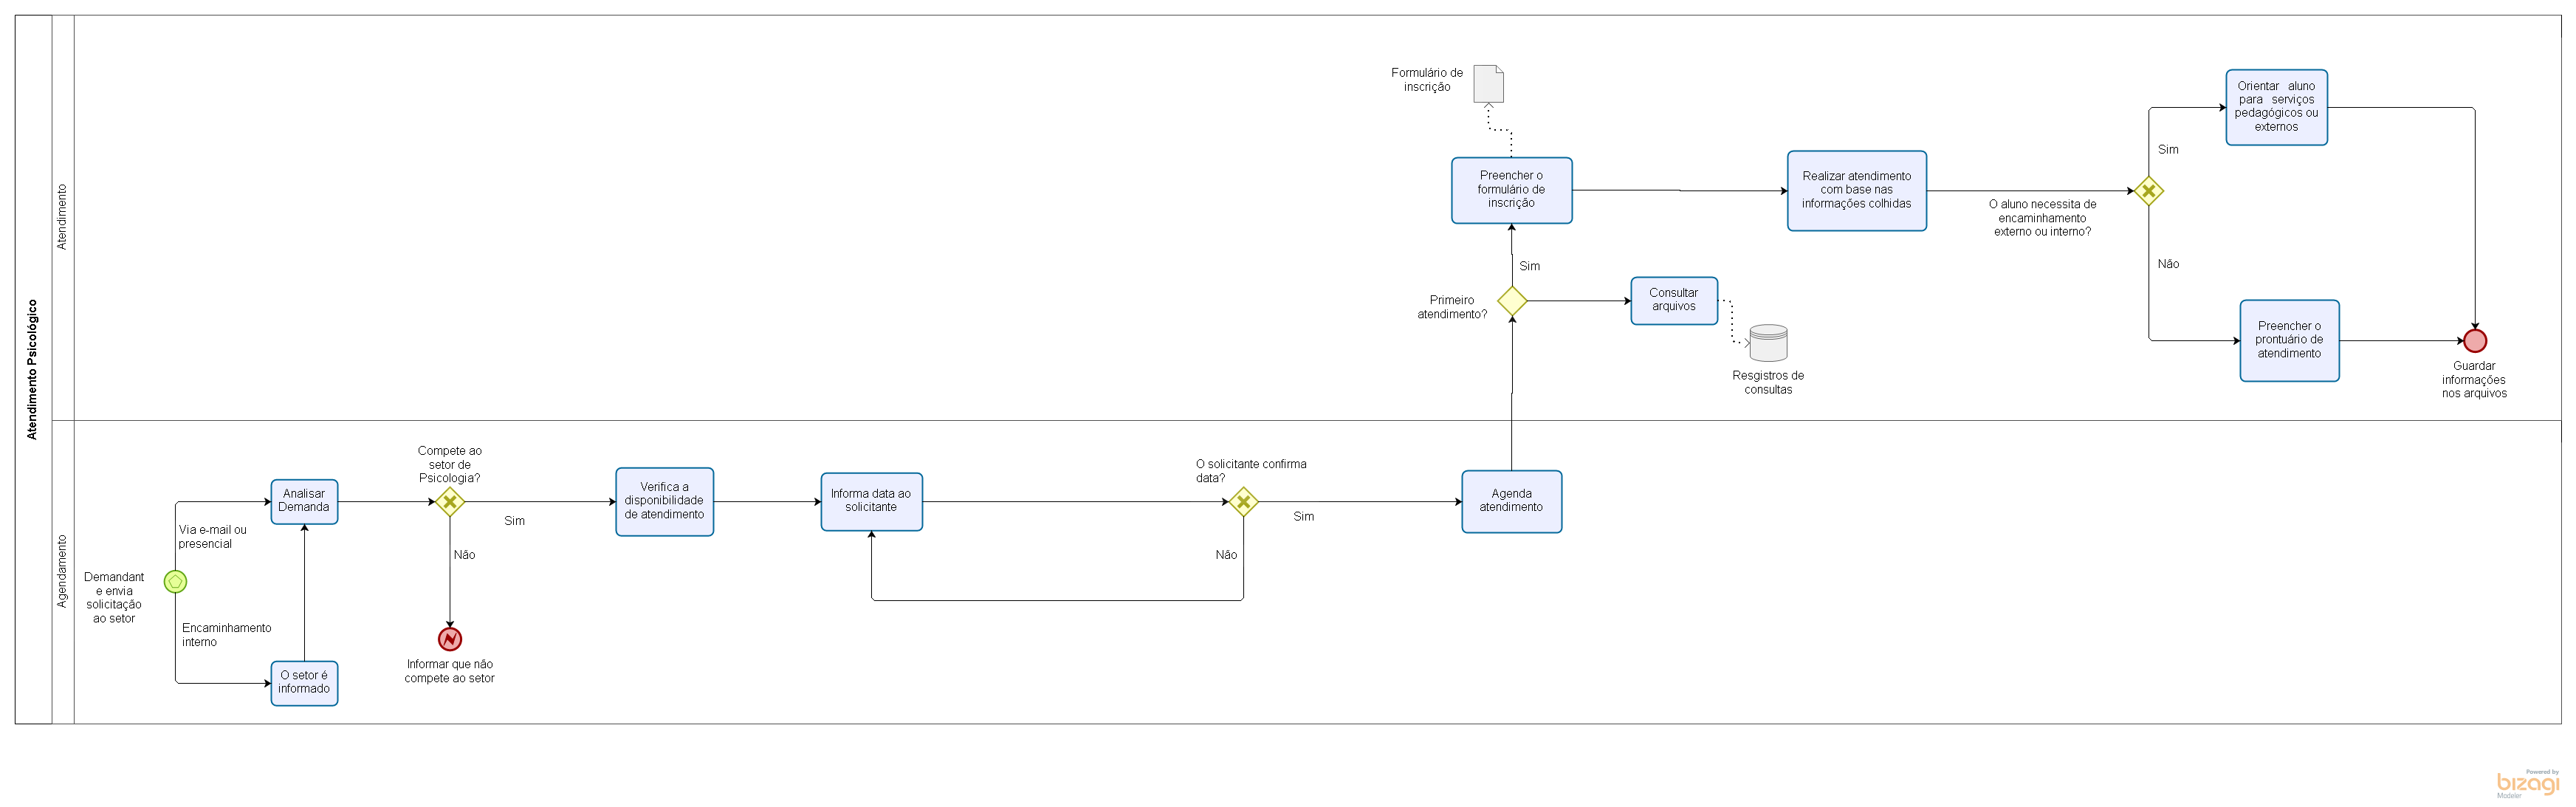 Atendimento Psicológico
Atendimento
Formulário de
inscrição
Preencher o
formulário de
inscrição
Sim
Primeiro
atendimento?
Consultar
arquivos
Resgistros de
consultas
Realizar atendimento
com base nas
informações colhidas
O aluno necessita de
encaminhamento
externo ou interno?
Sim
Não
Orientar aluno
para serviços
pedagógicos ou
externos
Preencher o
prontuário de
atendimento
Guardar
informações
nos arquivos
Agendamento
Demandant
e envia
solicitação
ao setor
Via e-mail ou
presencial
Encaminhamento
interno
Analisar
Demanda
O setor é
informado
Compete ao
setor de
Psicologia?
Sim
Não
Informar que não
compete ao setor
Verifica a
disponibilidade
de atendimento
Informa data ao
solicitante
O solicitante confirma
data?
Sim
Não
Agenda
atendimento
Powered by
bizagi
Modeler